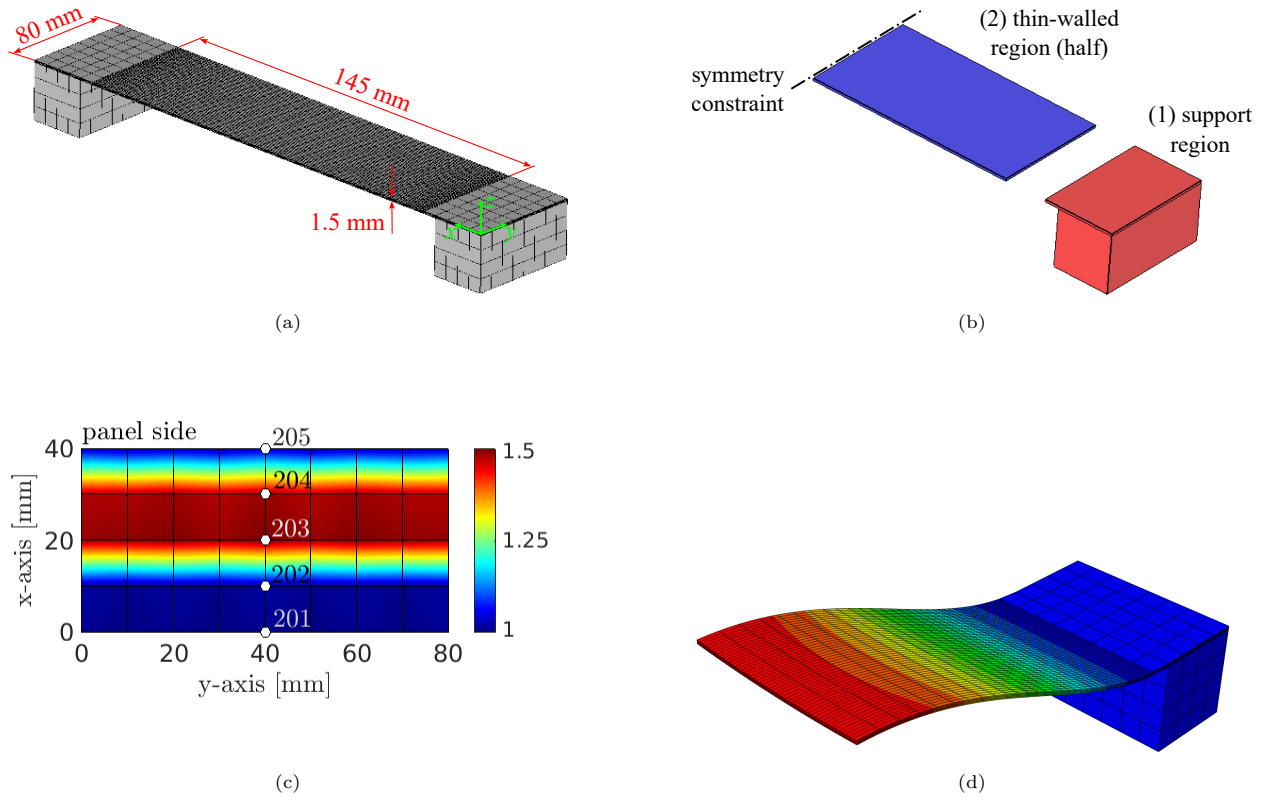 80 mm
145 mm
1.5 mm
(a)
(2) thin-walled
region (half)
symmetry
constraint
(1) support
region
(b)
panel side
205
204
203
202
201
40
20
0
x-axis [mm]
0 20 40 60 80
y-axis [mm]
1.5
1.25
1
(c)
(d)